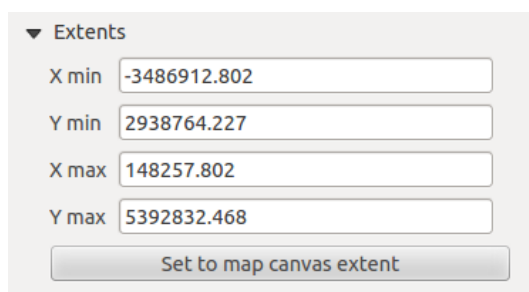 Extents
X min -3486912.802
Y min 2938764.227
X max 148257.802
Y max 5392832.468
Set to map canvas extent